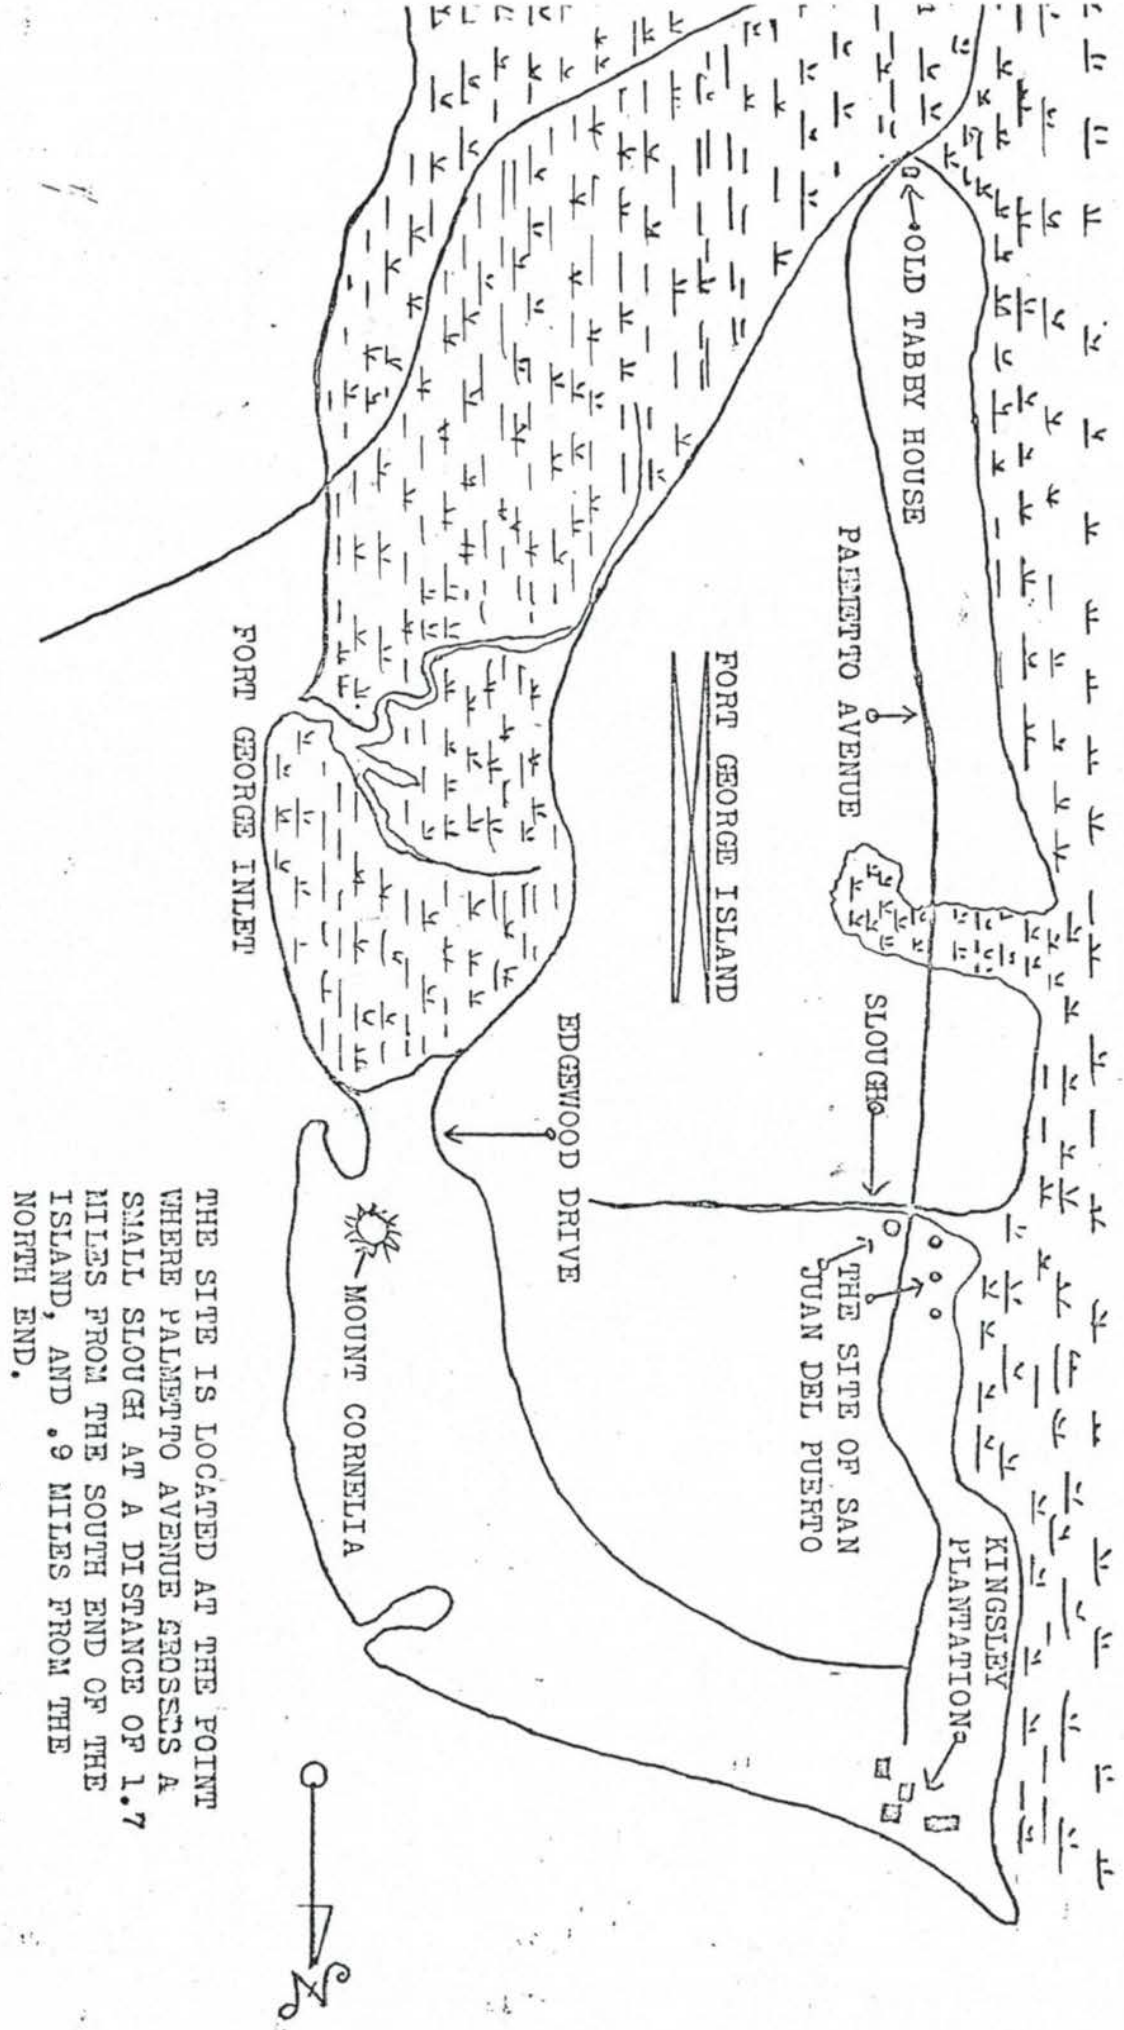 OLD TABBY HOUSE
PALMETTO AVENUE
FORT GEORGE ISLAND
SLOUGH
KINGSLEY
PLANTATION
THE SITE OF SAN
JUAN DEL PUERTO
EDGEWOOD DRIVE
FORT GEORGE INLET
MOUNT CORNELIA
THE SITE IS LOCATED AT THE POINT
WHERE PALMETTO AVENUE CROSSES A
SMALL SLOUGH AT A DISTANCE OF 1.7
MILES FROM THE SOUTH END OF THE
ISLAND, AND .9 MILES FROM THE
NORTH END.
N